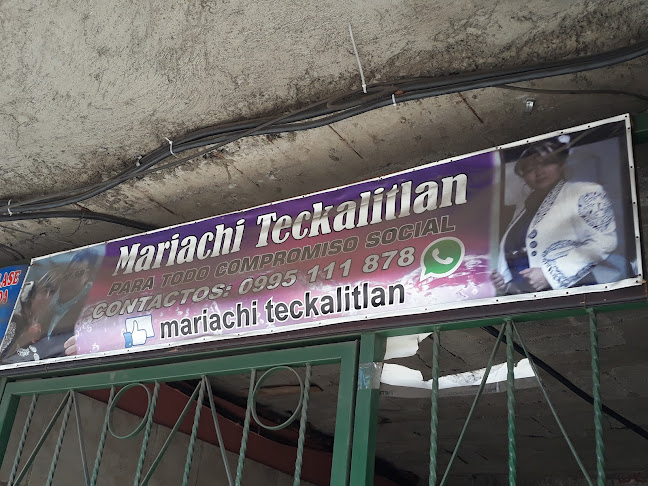 Mariachi Teckalitlan
PARA TODO COMPROMISO SOCIAL
CONTACTOS: 0995 111 878
mariachi teckalitlan